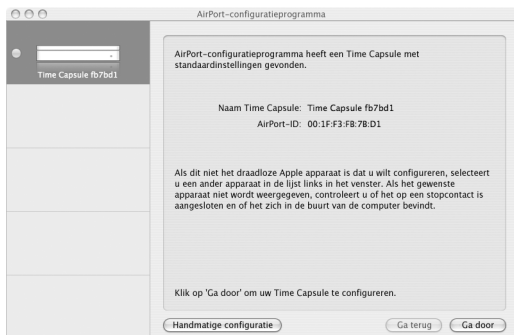 AirPort-configuratieprogramma
Time Capsule fb7bd1
AirPort-configuratieprogramma heeft een Time Capsule met
standaardinstellingen gevonden.
Naam Time Capsule: Time Capsule fb7bd1
AirPort-ID: 00:1F:F3:FB:7B:D1
Als dit niet het draadloze Apple apparaat is dat u wilt configureren, selecteert
u een ander apparaat in de lijst links in het venster. Als het gewenste
apparaat niet wordt weergegeven, controleert u of het op een stopcontact is
aangesloten en of het zich in de buurt van de computer bevindt.
Klik op 'Ga door' om uw Time Capsule te configureren.
Handmatige configuratie
Ga terug
Ga door